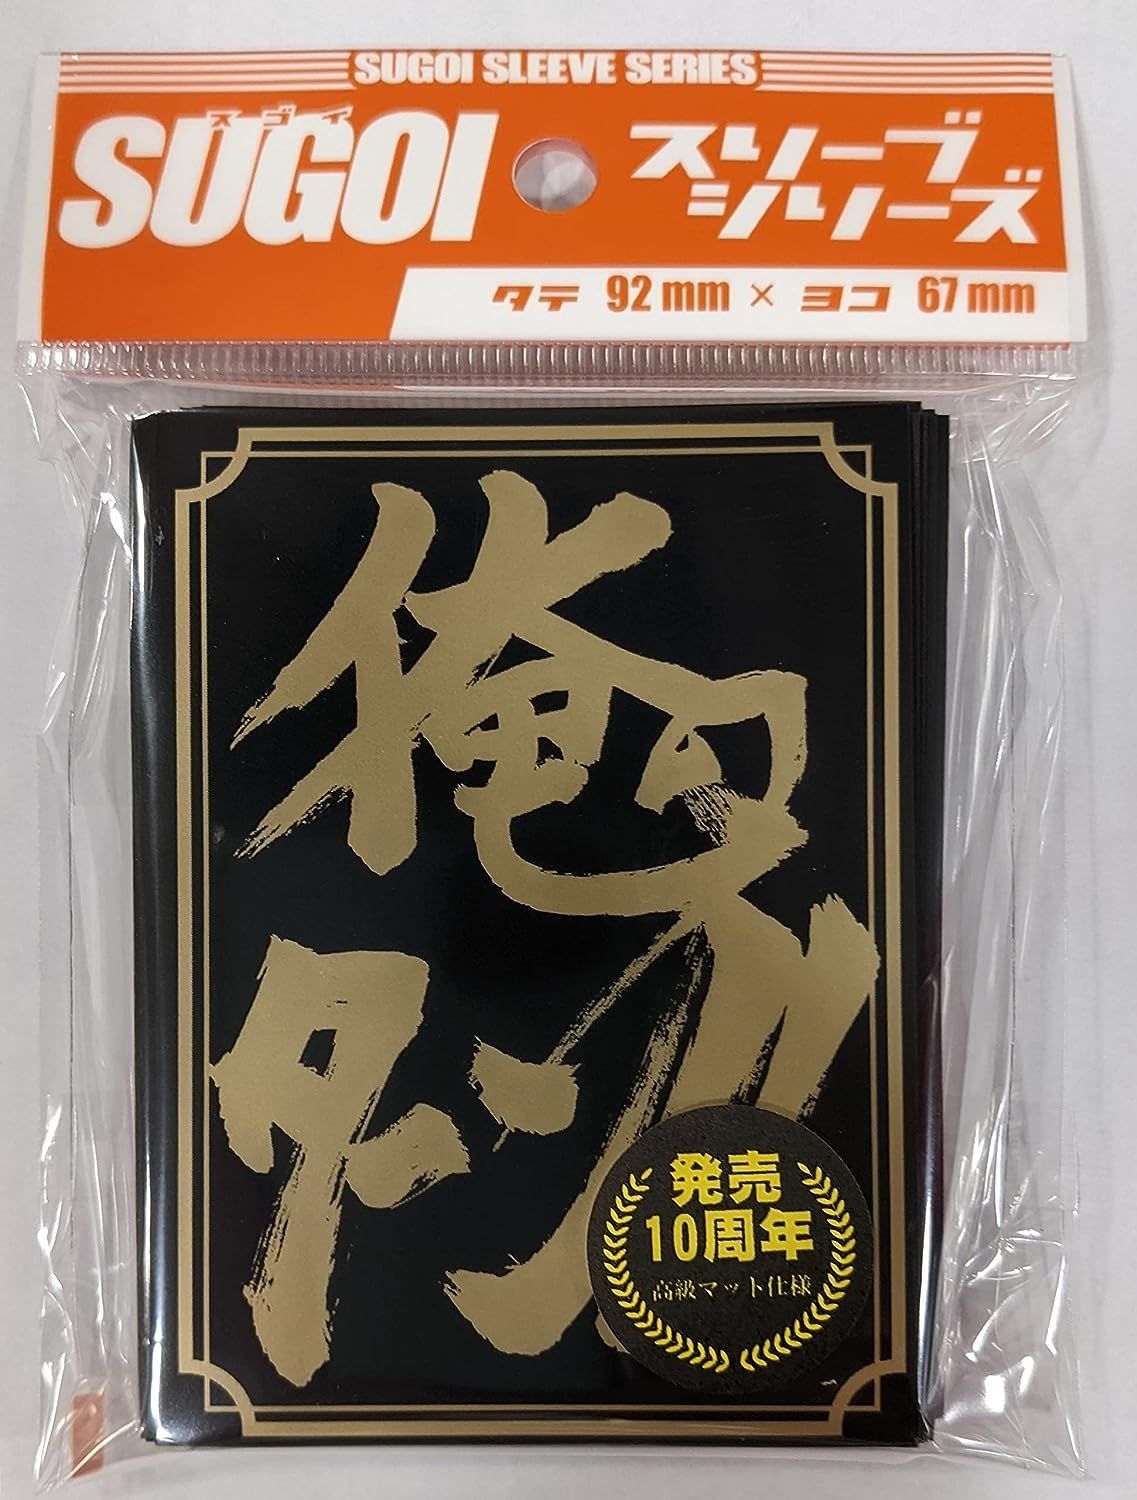 SUGOI SLEEVE SERIES
スゴイ
SUGOI
スリーブ
シリーズ
タテ 92mm × ヨコ 67mm
俺の
ターン!!
発売
10周年
高級マット仕様